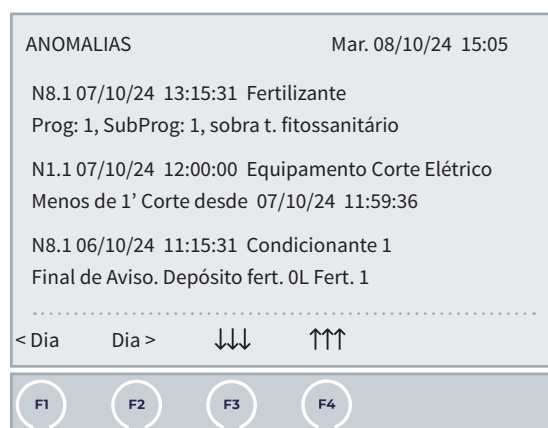 ANOMALIAS Mar. 08/10/24 15:05
N8.1 07/10/24 13:15:31 Fertilizante
Prog: 1, SubProg: 1, sobra t. fitossanitário
N1.1 07/10/24 12:00:00 Equipamento Corte Elétrico
Menos de 1’ Corte desde 07/10/24 11:59:36
N8.1 06/10/24 11:15:31 Condicionante 1
Final de Aviso. Depósito fert. 0L Fert. 1
< Dia Dia > ↓↓↓ ↑↑↑
F1 F2 F3 F4